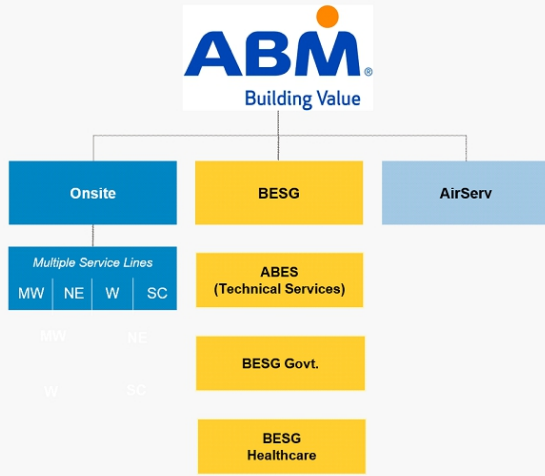 ABM®
Building Value
Onsite
BESG
AirServ
Multiple Service Lines
MW NE W SC
MW NE
W SC
ABES
(Technical Services)
BESG Govt.
BESG
Healthcare